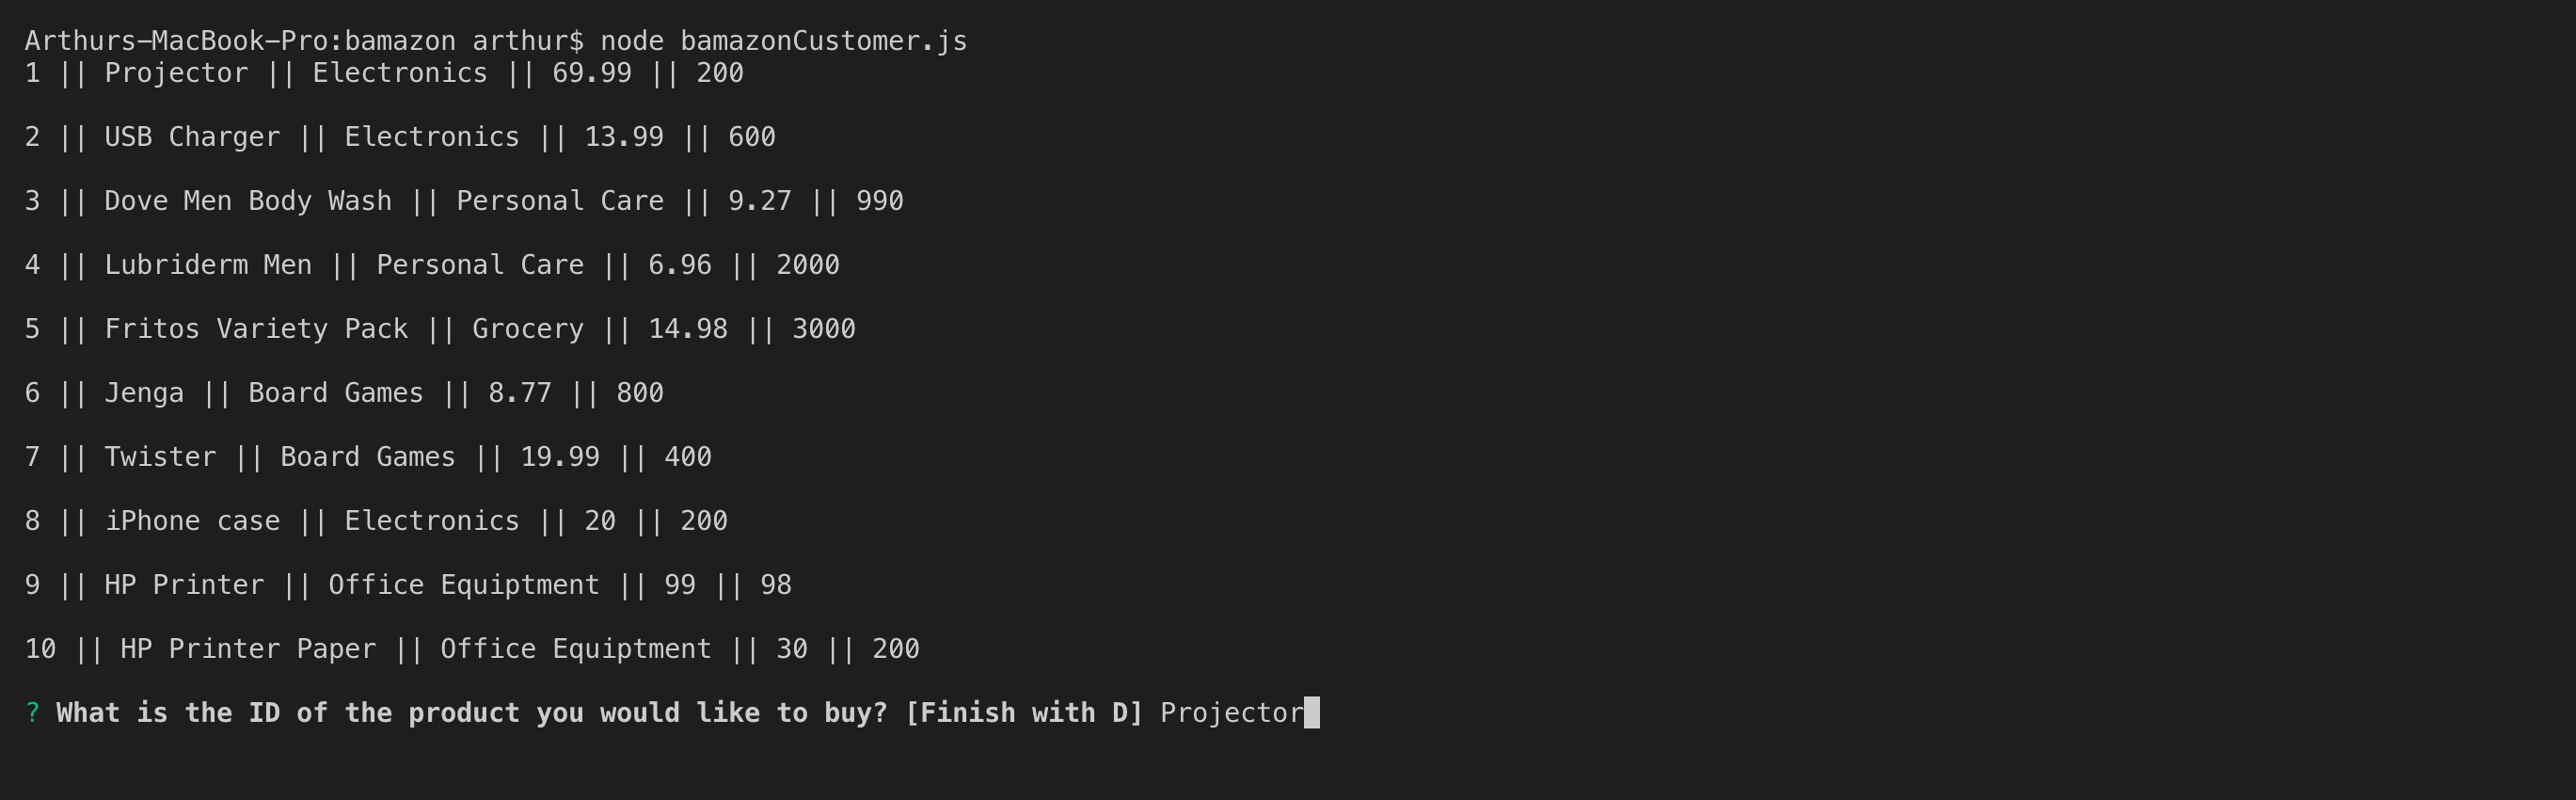 Arthurs-MacBook-Pro:bamazon arthur$ node bamazonCustomer.js
1 || Projector || Electronics || 69.99 || 200
2 || USB Charger || Electronics || 13.99 || 600
3 || Dove Men Body Wash || Personal Care || 9.27 || 990
4 || Lubriderm Men || Personal Care || 6.96 || 2000
5 || Fritos Variety Pack || Grocery || 14.98 || 3000
6 || Jenga || Board Games || 8.77 || 800
7 || Twister || Board Games || 19.99 || 400
8 || iPhone case || Electronics || 20 || 200
9 || HP Printer || Office Equiptment || 99 || 98
10 || HP Printer Paper || Office Equiptment || 30 || 200
? What is the ID of the product you would like to buy? [Finish with D] Projector